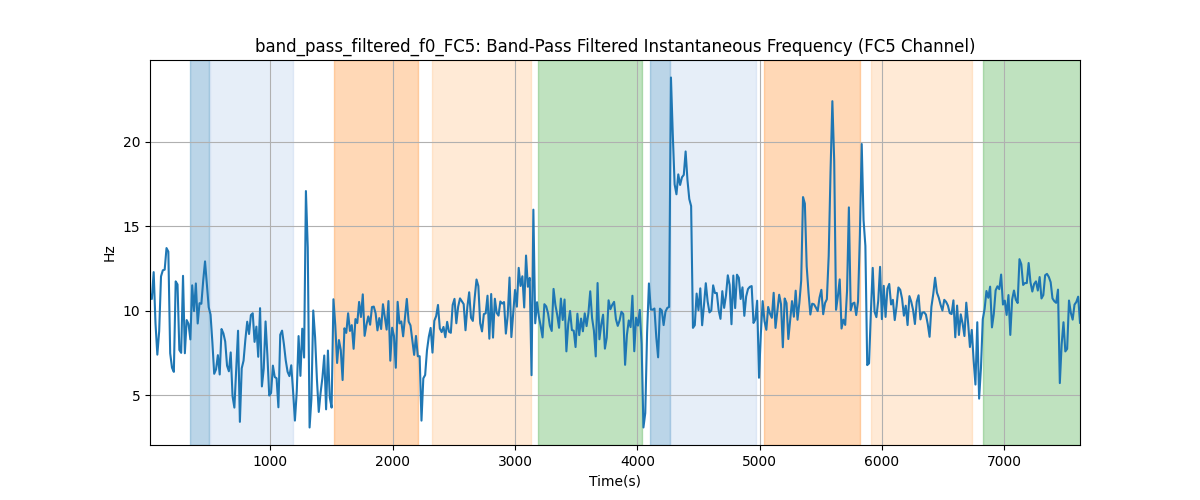 band_pass_filtered_f0_FC5: Band-Pass Filtered Instantaneous Frequency (FC5 Channel)
20
15
10
5
Hz
1000 2000 3000 4000 5000 6000 7000
Time(s)